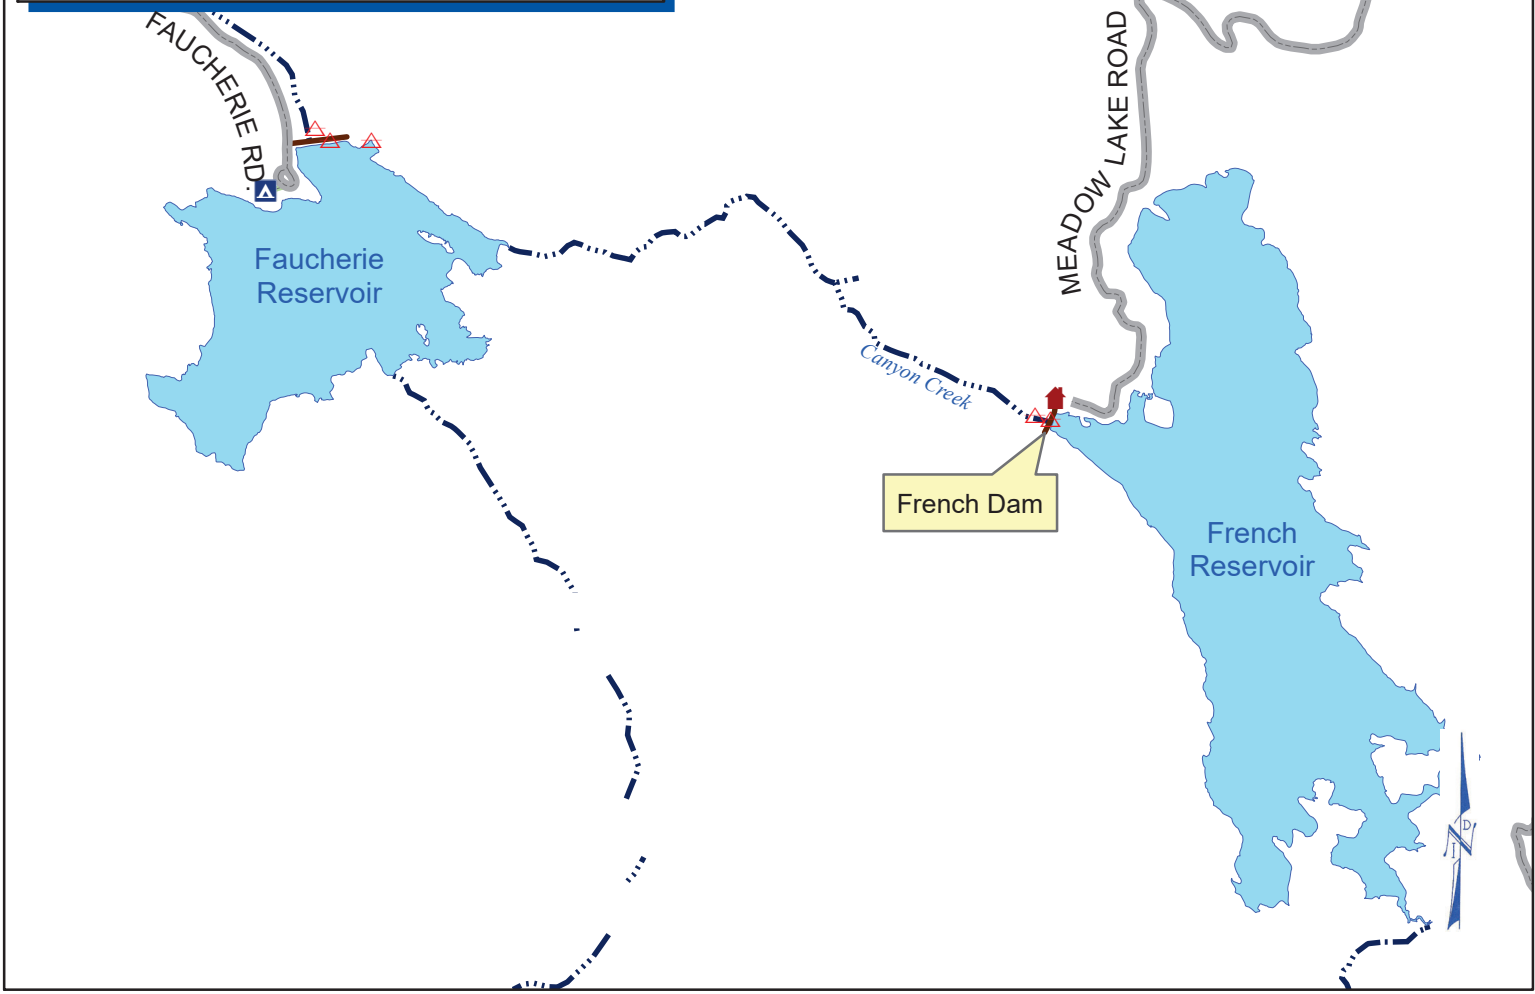 FAUCHERIE RD.
MEADOW LAKE ROAD
Faucherie
Reservoir
Canyon Creek
French Dam
French
Reservoir
N
I
D